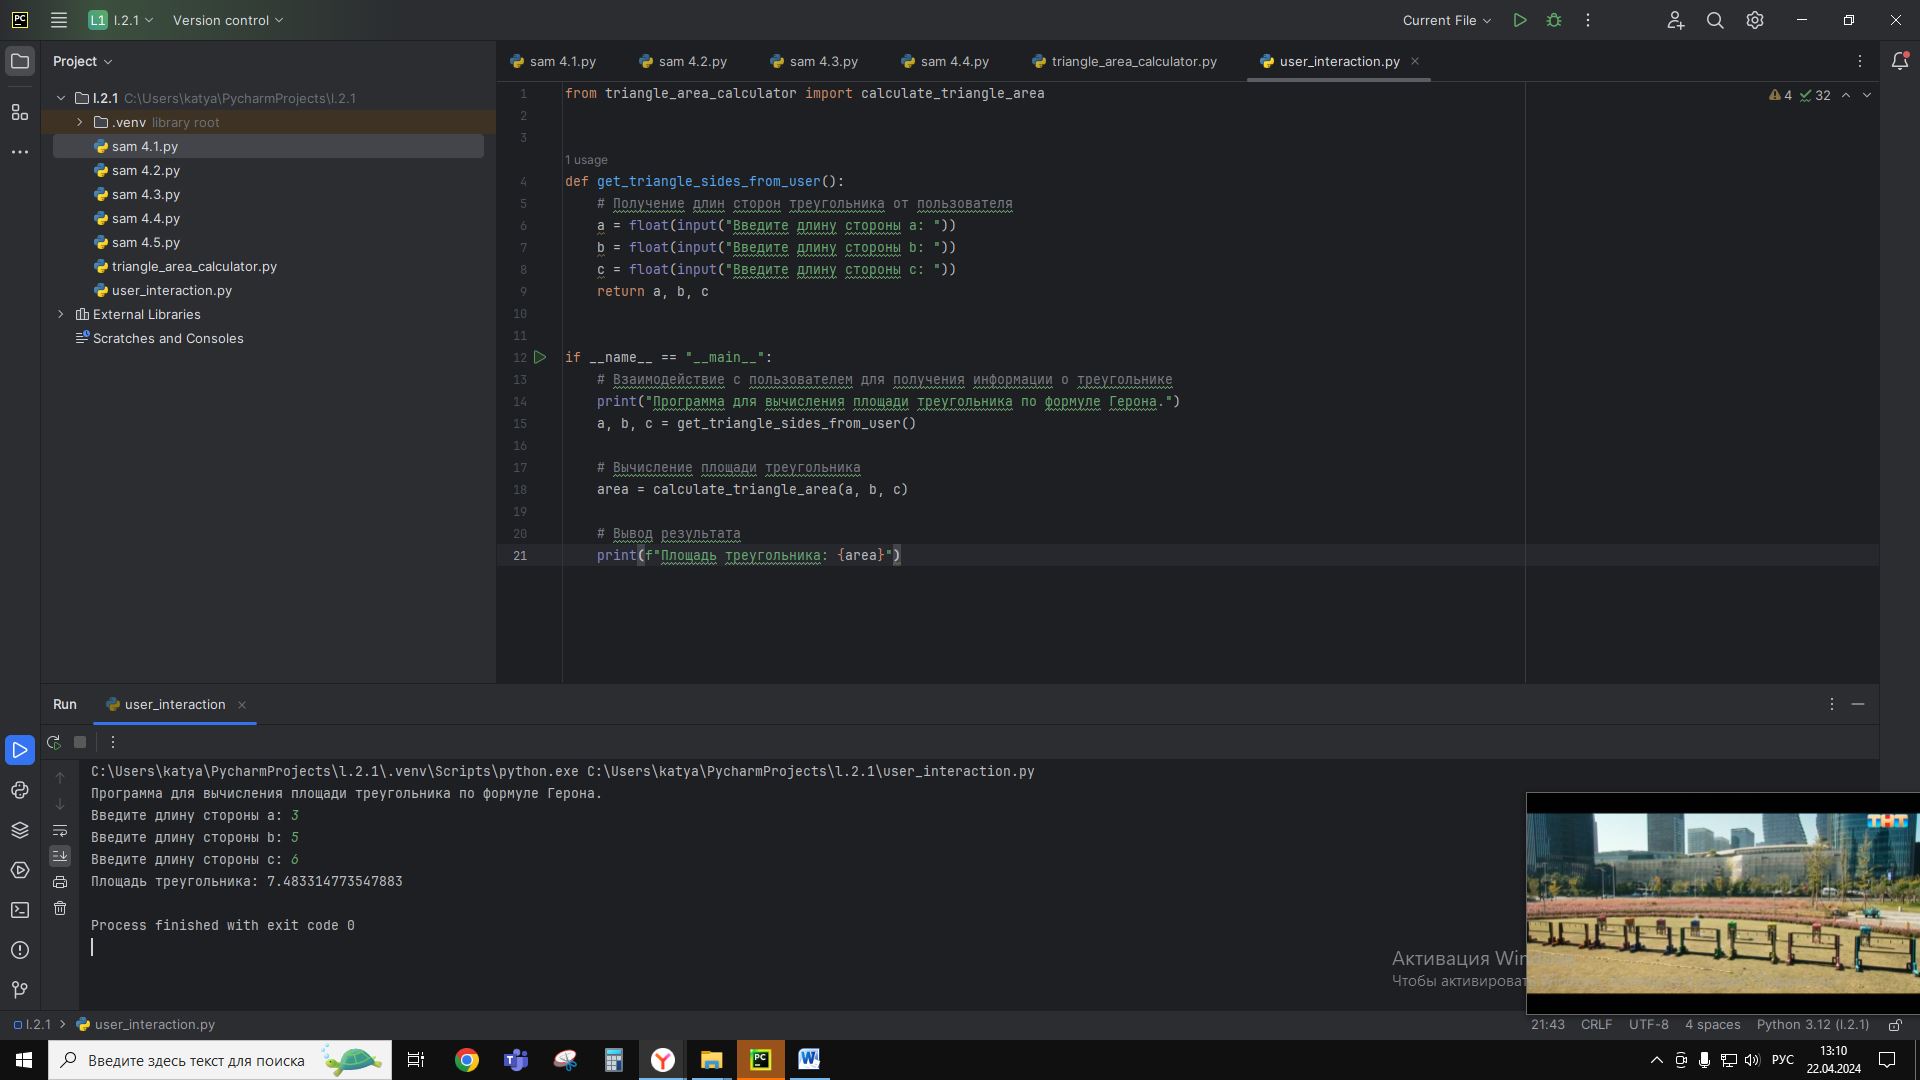 PC L1 l.2.1 Version control Current File
Project
l.2.1 C:\Users\katya\PycharmProjects\l.2.1
.venv library root
sam 4.1.py
sam 4.2.py
sam 4.3.py
sam 4.4.py
sam 4.5.py
triangle_area_calculator.py
user_interaction.py
External Libraries
Scratches and Consoles
sam 4.1.py sam 4.2.py sam 4.3.py sam 4.4.py triangle_area_calculator.py user_interaction.py
4 32
1 from triangle_area_calculator import calculate_triangle_area
2
3
1 usage
4 def get_triangle_sides_from_user():
5 # Получение длин сторон треугольника от пользователя
6 a = float(input("Введите длину стороны a: "))
7 b = float(input("Введите длину стороны b: "))
8 c = float(input("Введите длину стороны c: "))
9 return a, b, c
10
11
12 if __name__ == "__main__":
13 # Взаимодействие с пользователем для получения информации о треугольнике
14 print("Программа для вычисления площади треугольника по формуле Герона.")
15 a, b, c = get_triangle_sides_from_user()
16
17 # Вычисление площади треугольника
18 area = calculate_triangle_area(a, b, c)
19
20 # Вывод результата
21 print(f"Площадь треугольника: {area}")
Run user_interaction
C:\Users\katya\PycharmProjects\l.2.1\.venv\Scripts\python.exe C:\Users\katya\PycharmProjects\l.2.1\user_interaction.py
Программа для вычисления площади треугольника по формуле Герона.
Введите длину стороны a: 3
Введите длину стороны b: 5
Введите длину стороны c: 6
Площадь треугольника: 7.483314773547883
Process finished with exit code 0
ТНТ
Активация Win
Чтобы активироват
l.2.1 user_interaction.py
21:43 CRLF UTF-8 4 spaces Python 3.12 (l.2.1)
Введите здесь текст для поиска
РУС
13:10
22.04.2024